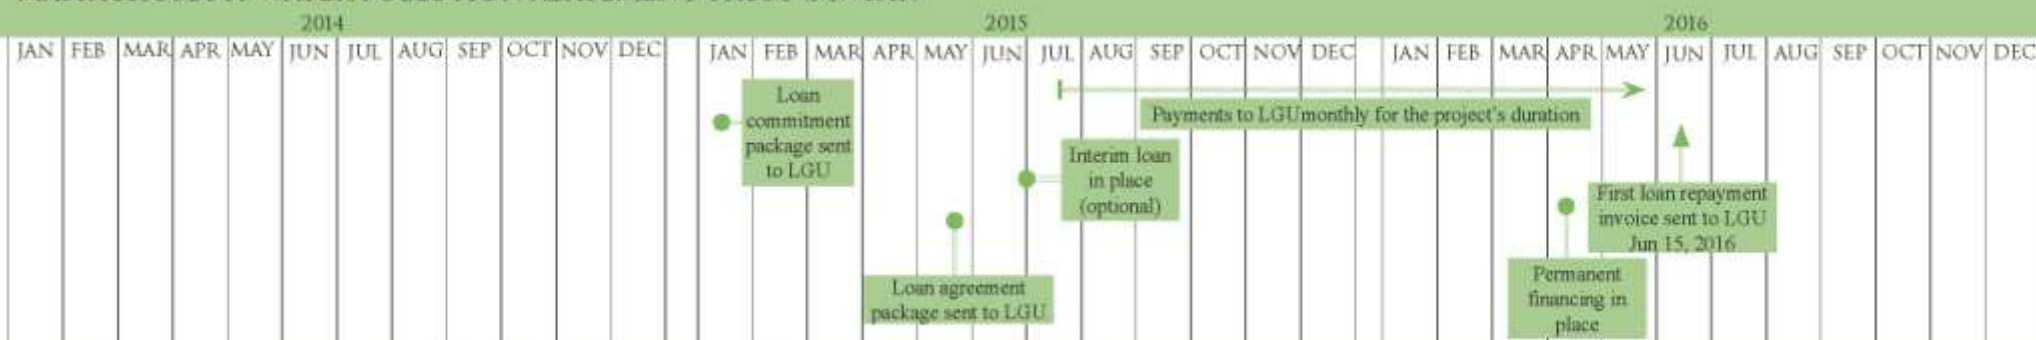 2014 2015 2016
JAN FEB MAR APR MAY JUN JUL AUG SEP OCT NOV DEC JAN FEB MAR APR MAY JUN JUL AUG SEP OCT NOV DEC JAN FEB MAR APR MAY JUN JUL AUG SEP OCT NOV DEC
Loan
commitment
package sent
to LGU
Payments to LGU monthly for the project's duration
Interim loan
in place
(optional)
First loan repayment
invoice sent to LGU
Jun 15, 2016
Loan agreement
package sent to LGU
Permanent
financing in
place